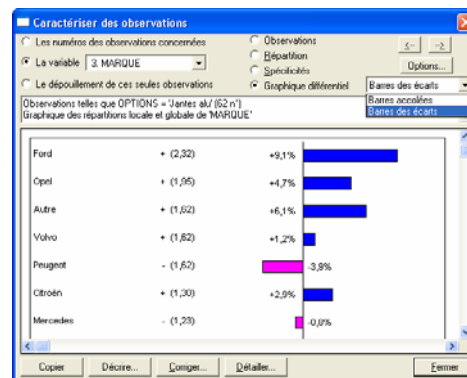 Caractériser des observations
Les numéros des observations concernées
La variable 3. MARQUE
Le dépouillement de ces seules observations
Observations
Répartition
Spécificités
Graphique différentiel
<- ->
Options...
Barres des écarts
Barres accolées
Barres des écarts
Observations telles que OPTIONS = 'Jantes alu' (62 n°)
Graphique des répartitions locale et globale de 'MARQUE'
Ford + (2,32) +9,1%
Opel + (1,95) +4,7%
Autre + (1,62) +6,1%
Volvo + (1,62) +1,2%
Peugeot - (1,62) -3,9%
Citroën + (1,30) +2,9%
Mercedes - (1,23) -0,8%
Copier Décrire... Corriger... Détailler... Fermer